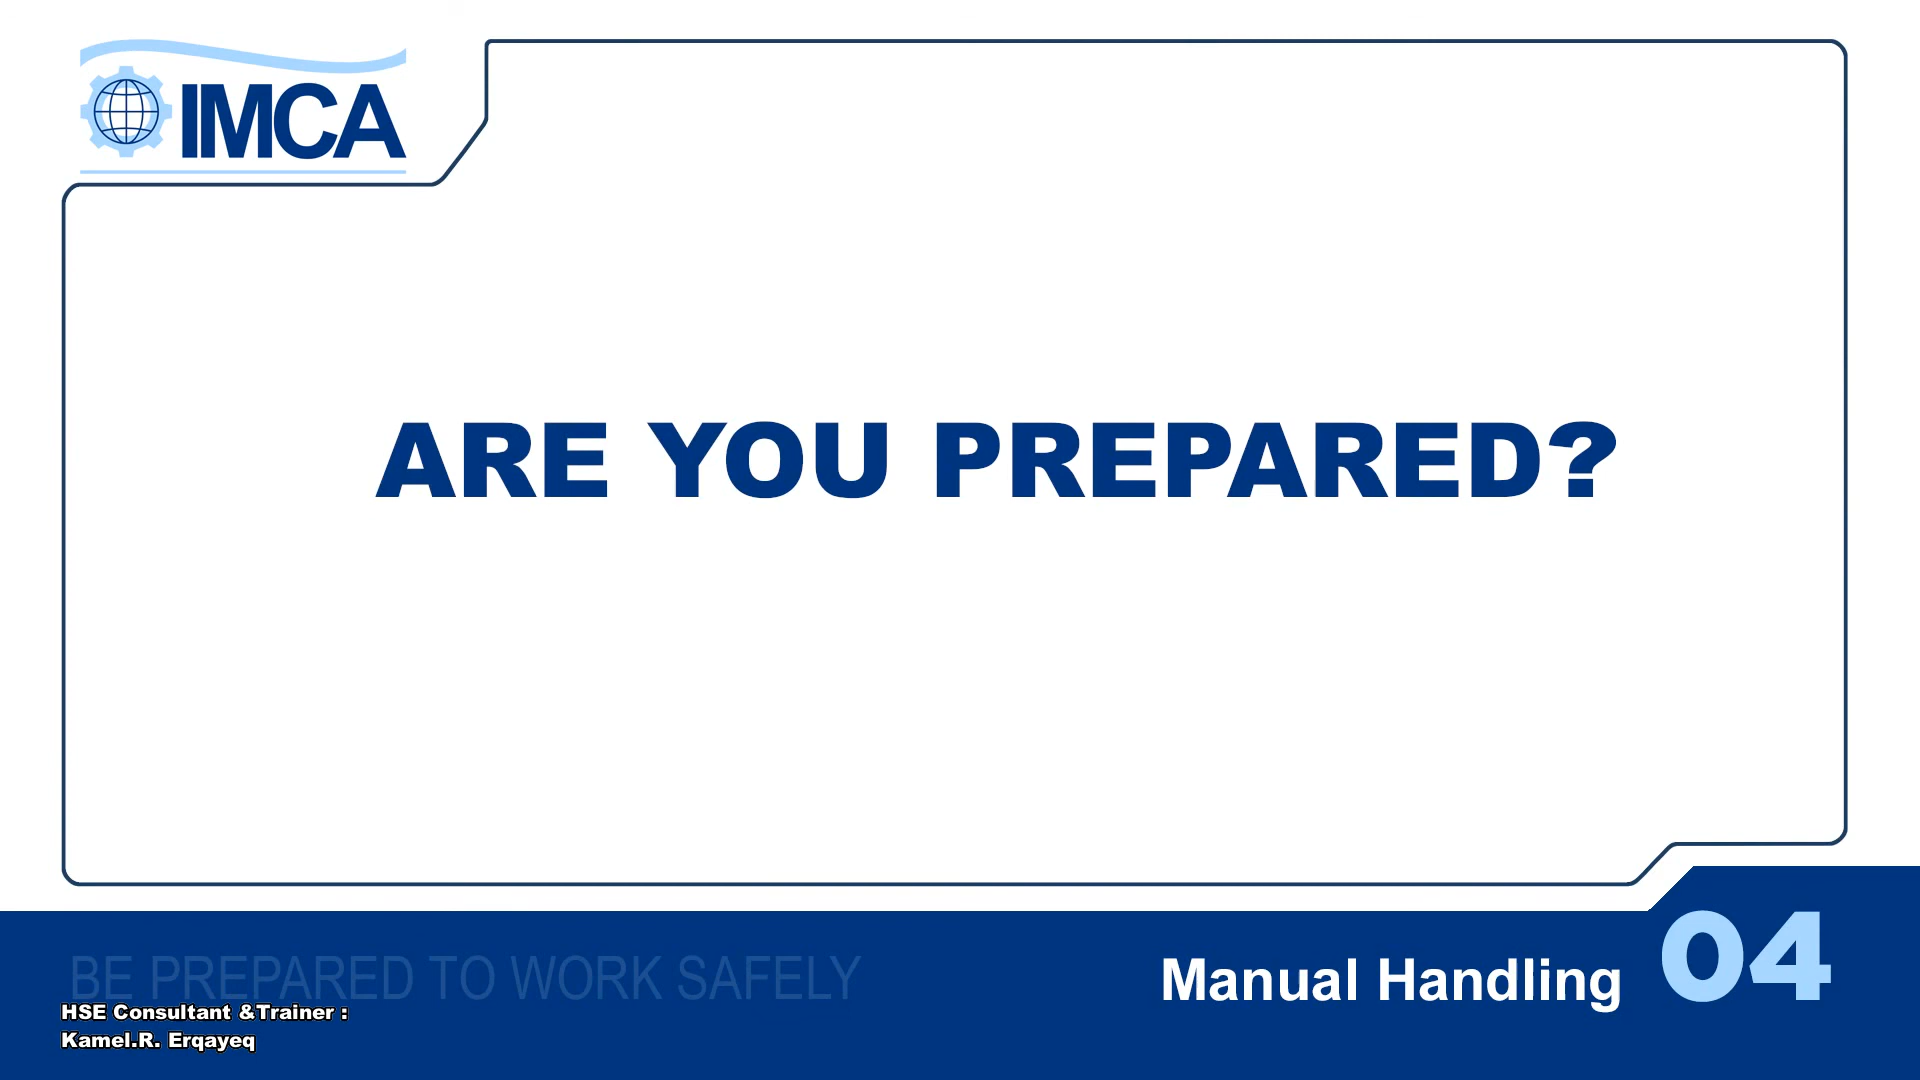 IMCA
ARE YOU PREPARED?
BE PREPARED TO WORK SAFELY
Manual Handling 04
HSE Consultant &Trainer :
Kamel.R. Erqayeq